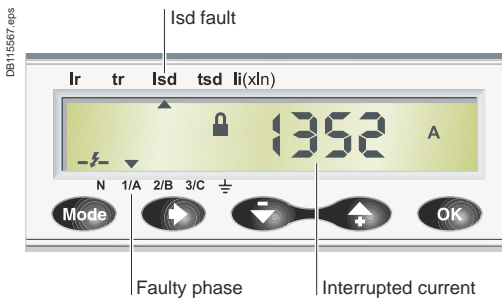 DB115567.eps
Isd fault
Ir tr Isd tsd Ii(xIn)
1352 A
N 1/A 2/B 3/C
Mode OK
Faulty phase Interrupted current